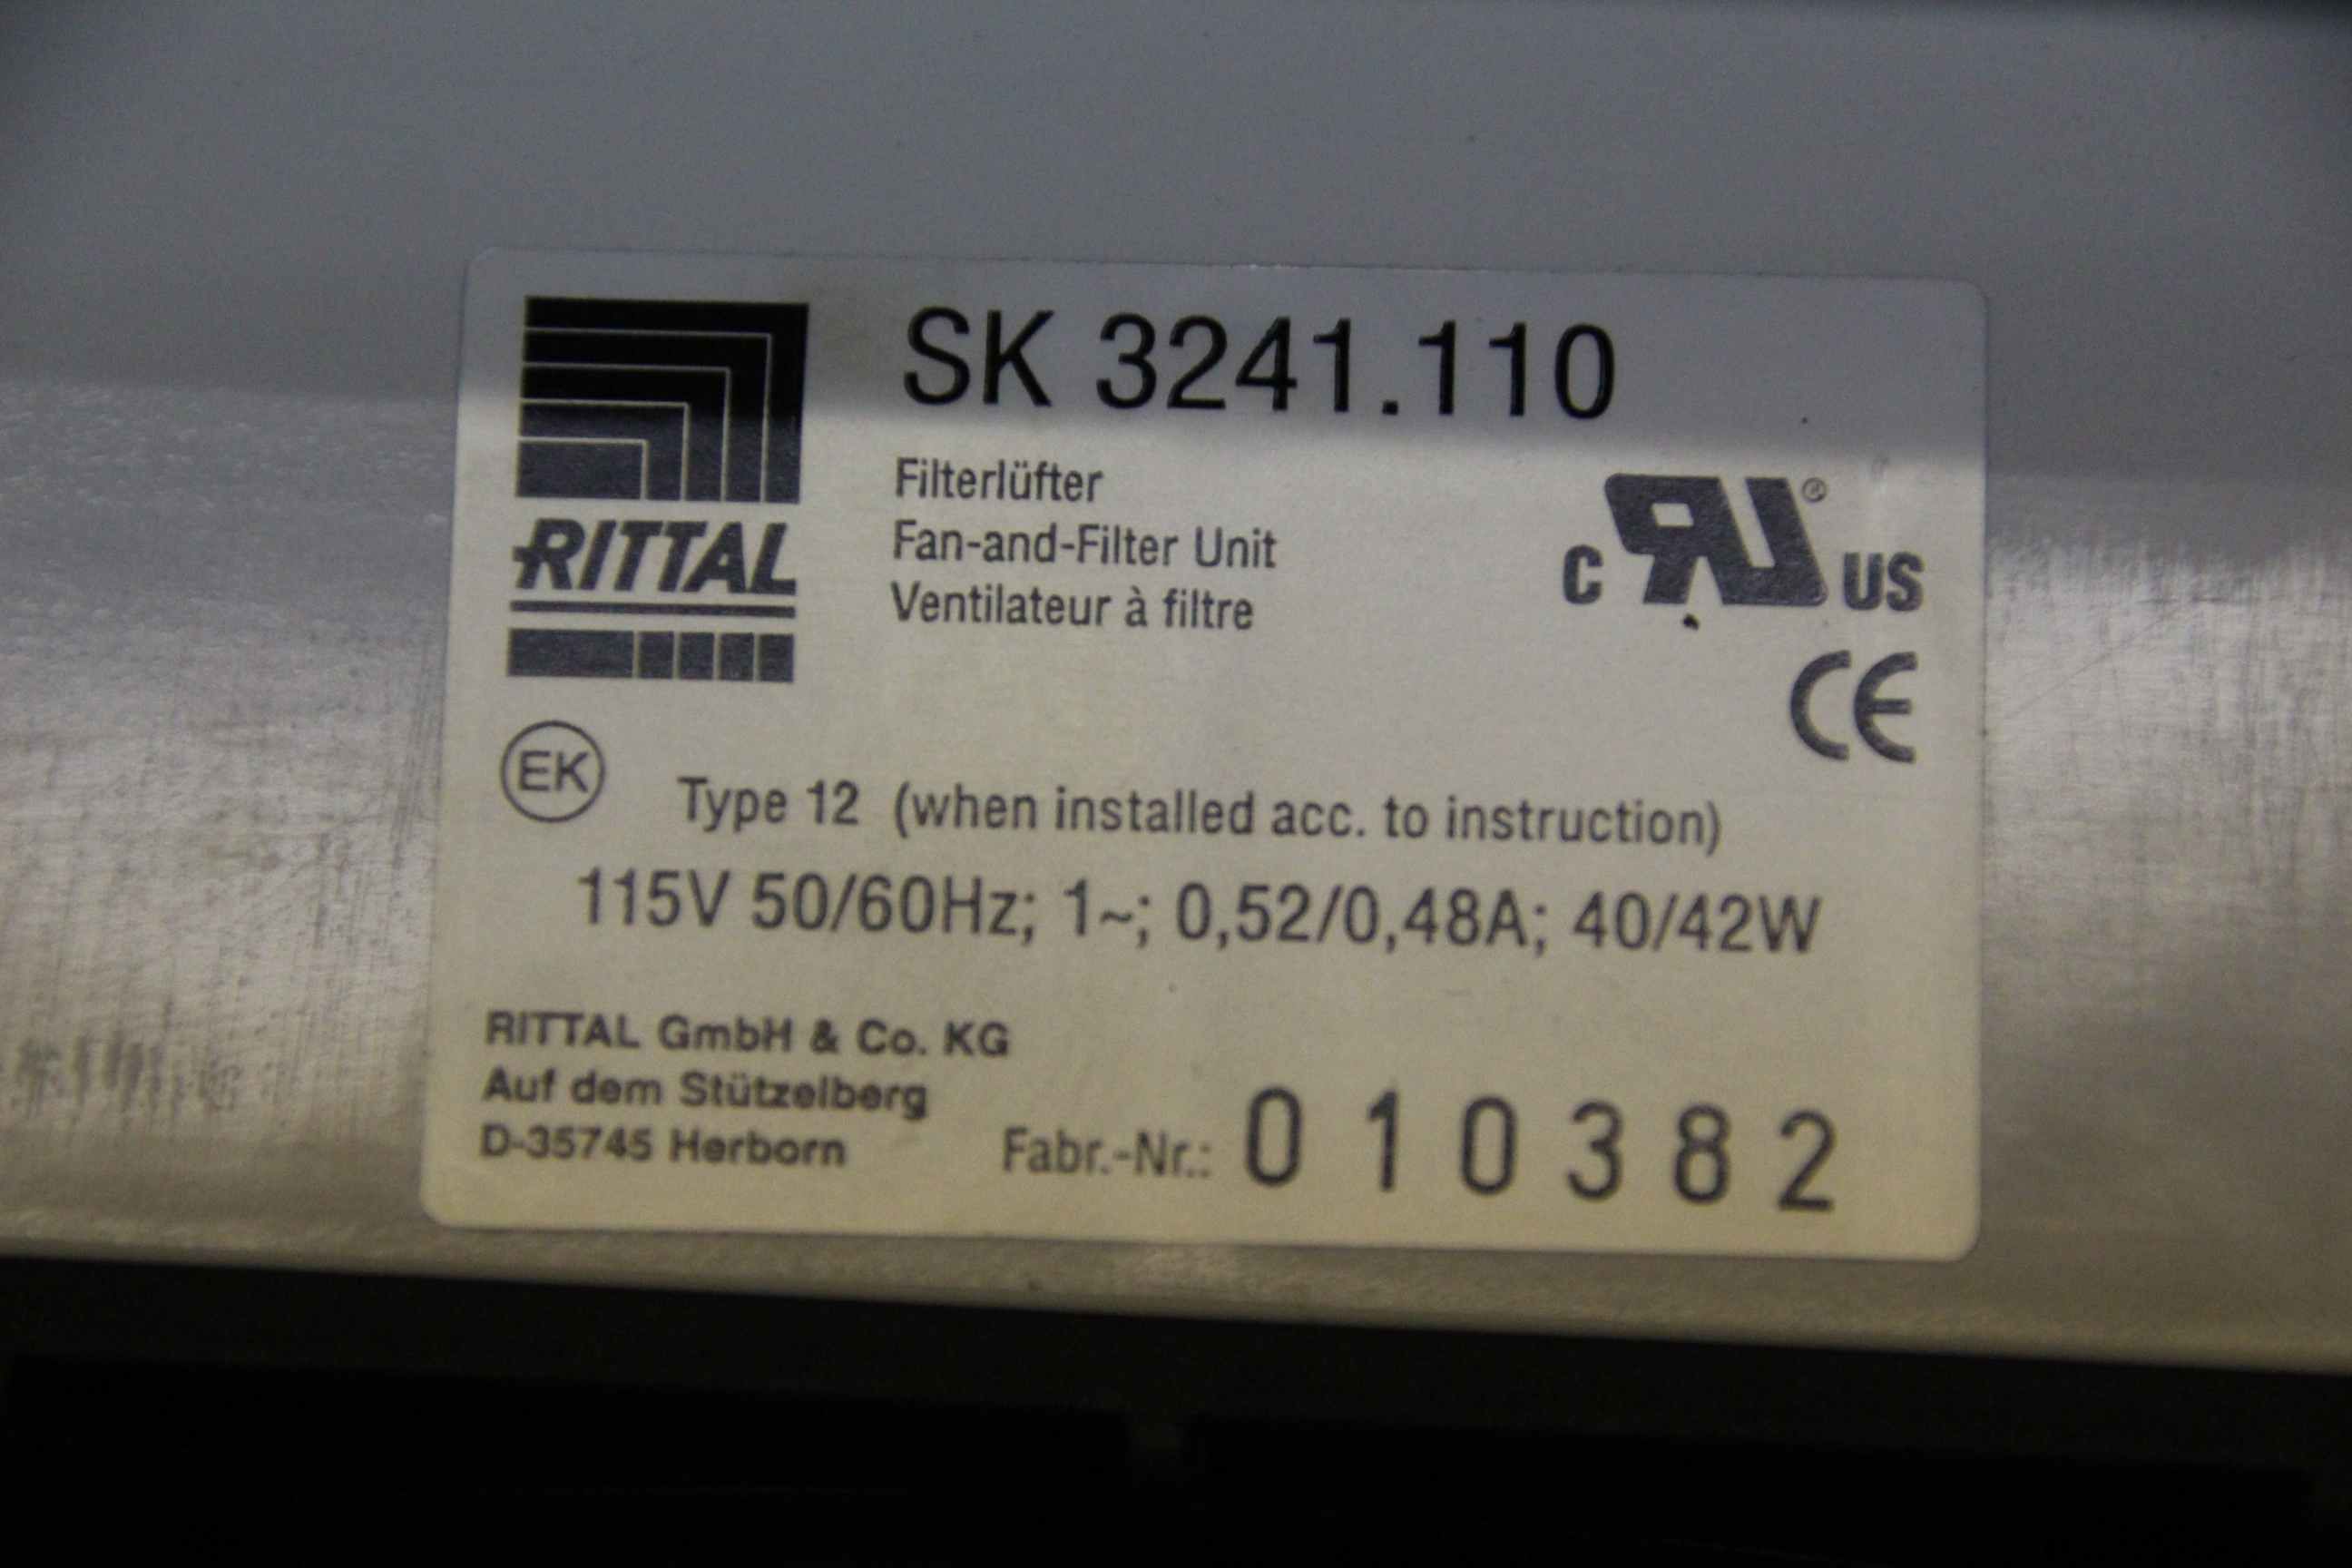 SK 3241.110
RITTAL
Filterlüfter
Fan-and-Filter Unit
Ventilateur à filtre
c RU® US
CE
EK
Type 12 (when installed acc. to instruction)
115V 50/60Hz; 1~; 0,52/0,48A; 40/42W
RITTAL GmbH & Co. KG
Auf dem Stützelberg
D-35745 Herborn
Fabr.-Nr.: 010382